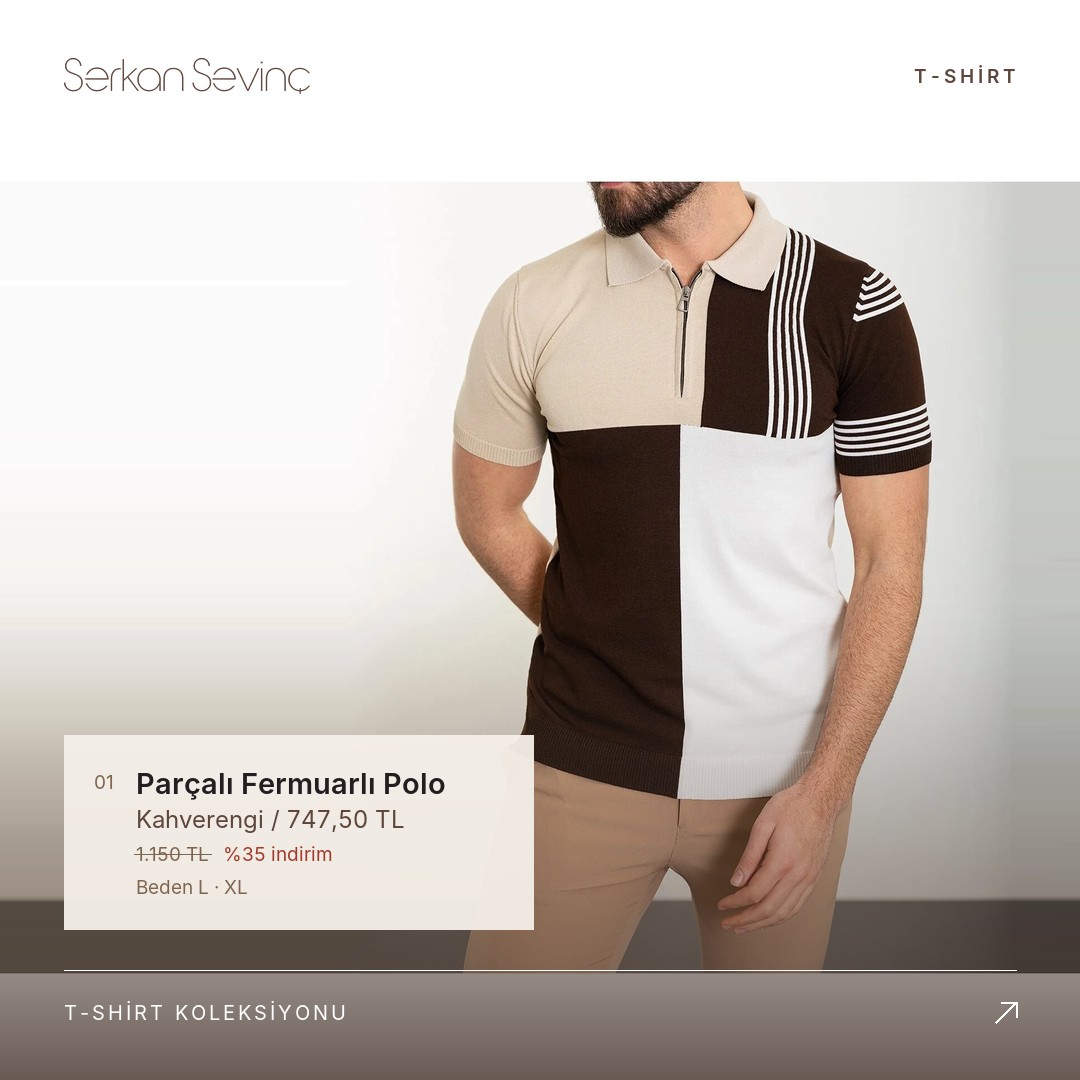 Serkan Sevinç
T-SHİRT
01
Parçalı Fermuarlı Polo
Kahverengi / 747,50 TL
1.150 TL %35 indirim
Beden L · XL
T-SHİRT KOLEKSİYONU